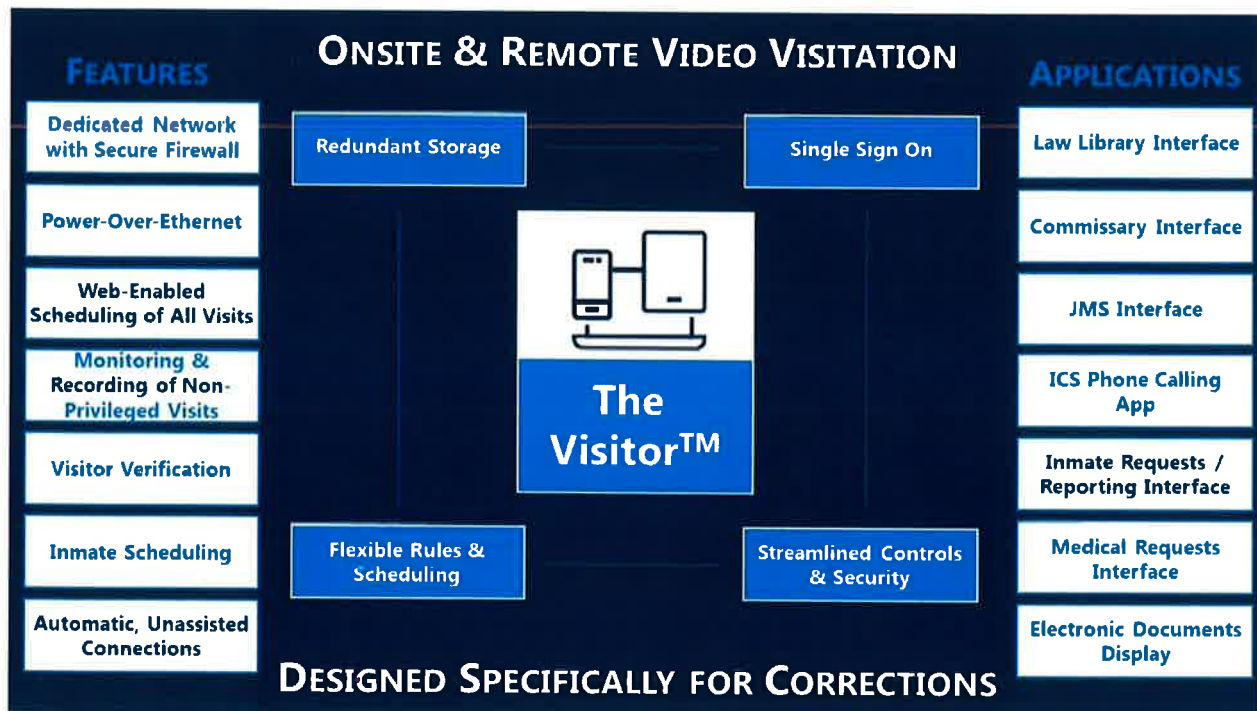 ONSITE & REMOTE VIDEO VISITATION
FEATURES
Dedicated Network
with Secure Firewall
Power-Over-Ethernet
Web-Enabled
Scheduling of All Visits
Monitoring &
Recording of Non-
Privileged Visits
Visitor Verification
Inmate Scheduling
Automatic, Unassisted
Connections
Redundant Storage
Single Sign On
The
Visitor™
Flexible Rules &
Scheduling
Streamlined Controls
& Security
APPLICATIONS
Law Library Interface
Commissary Interface
JMS Interface
ICS Phone Calling
App
Inmate Requests /
Reporting Interface
Medical Requests
Interface
Electronic Documents
Display
DESIGNED SPECIFICALLY FOR CORRECTIONS